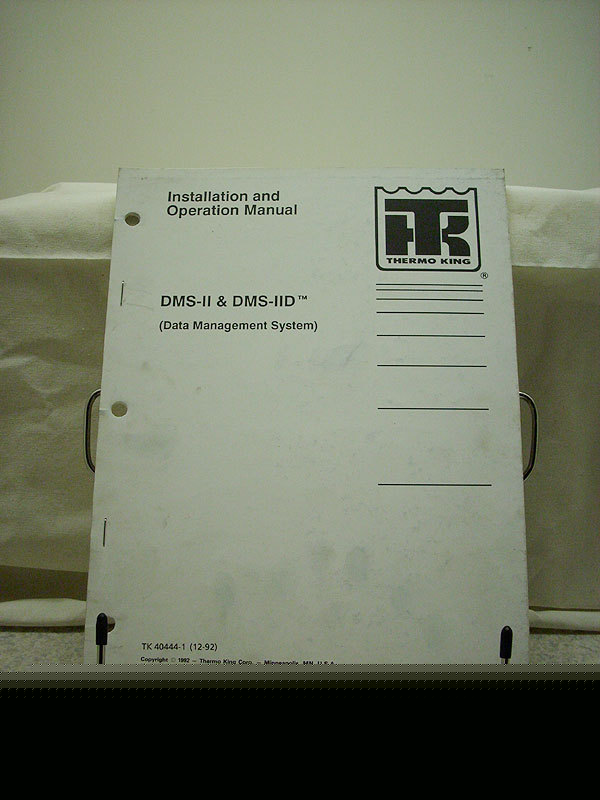 Installation and
Operation Manual
TK
THERMO KING
®
DMS-II & DMS-IID™
(Data Management System)
TK 40444-1 (12-92)
Copyright © 1992 – Thermo King Corp. – Minneapolis, MN, U.S.A.